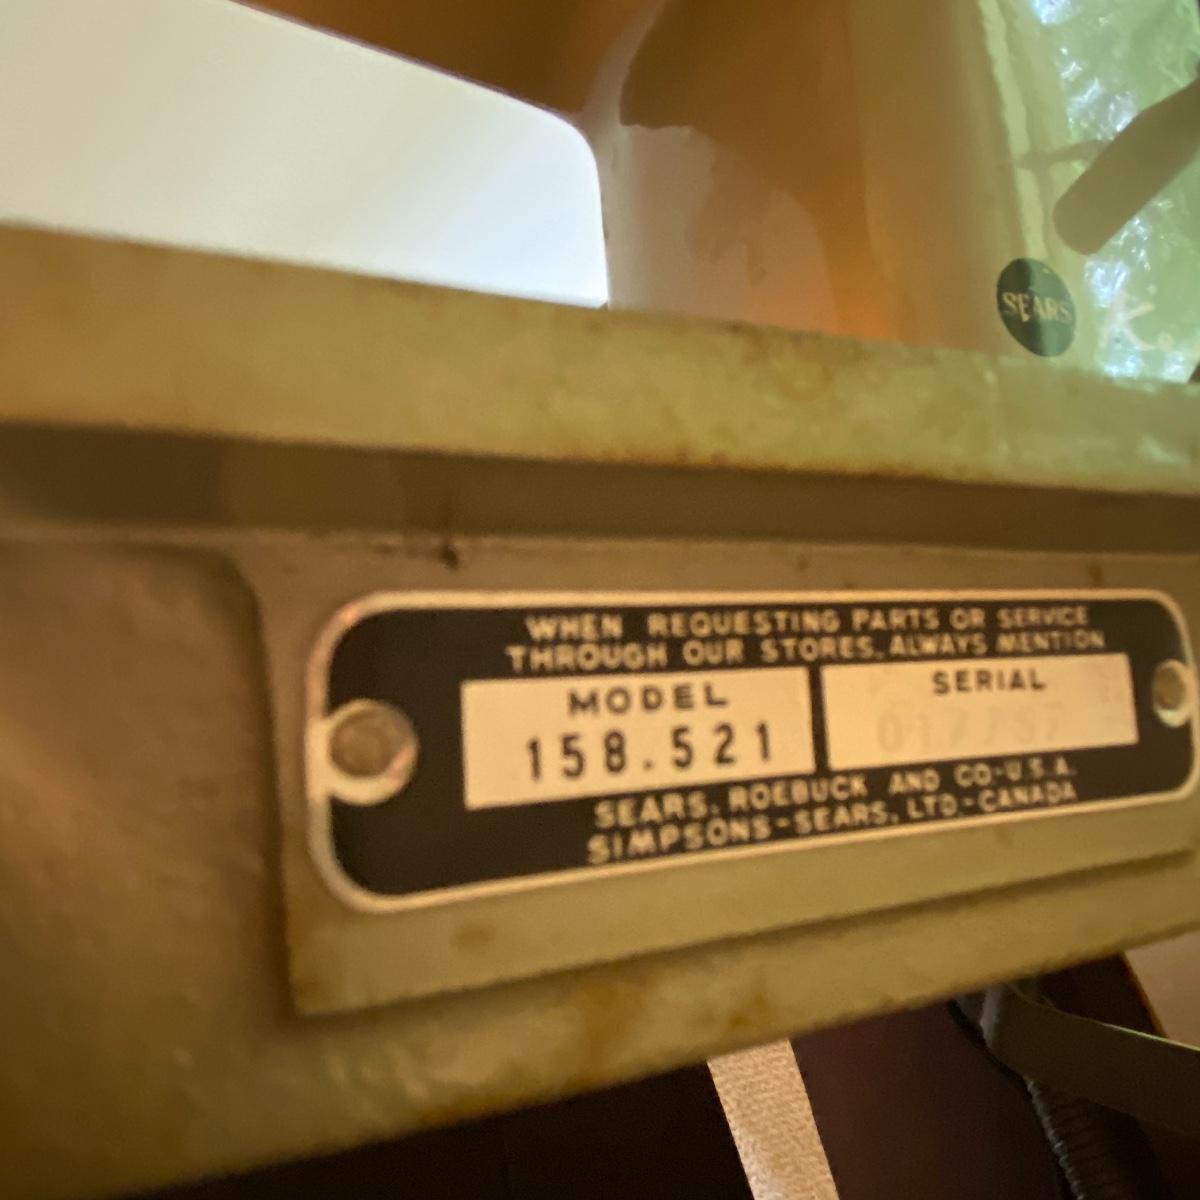 SEARS
K.
WHEN REQUESTING PARTS OR SERVICE
THROUGH OUR STORES, ALWAYS MENTION
MODEL
158.521
SERIAL
SEARS, ROEBUCK AND CO-U.S.A.
SIMPSONS-SEARS, LTD.-CANADA